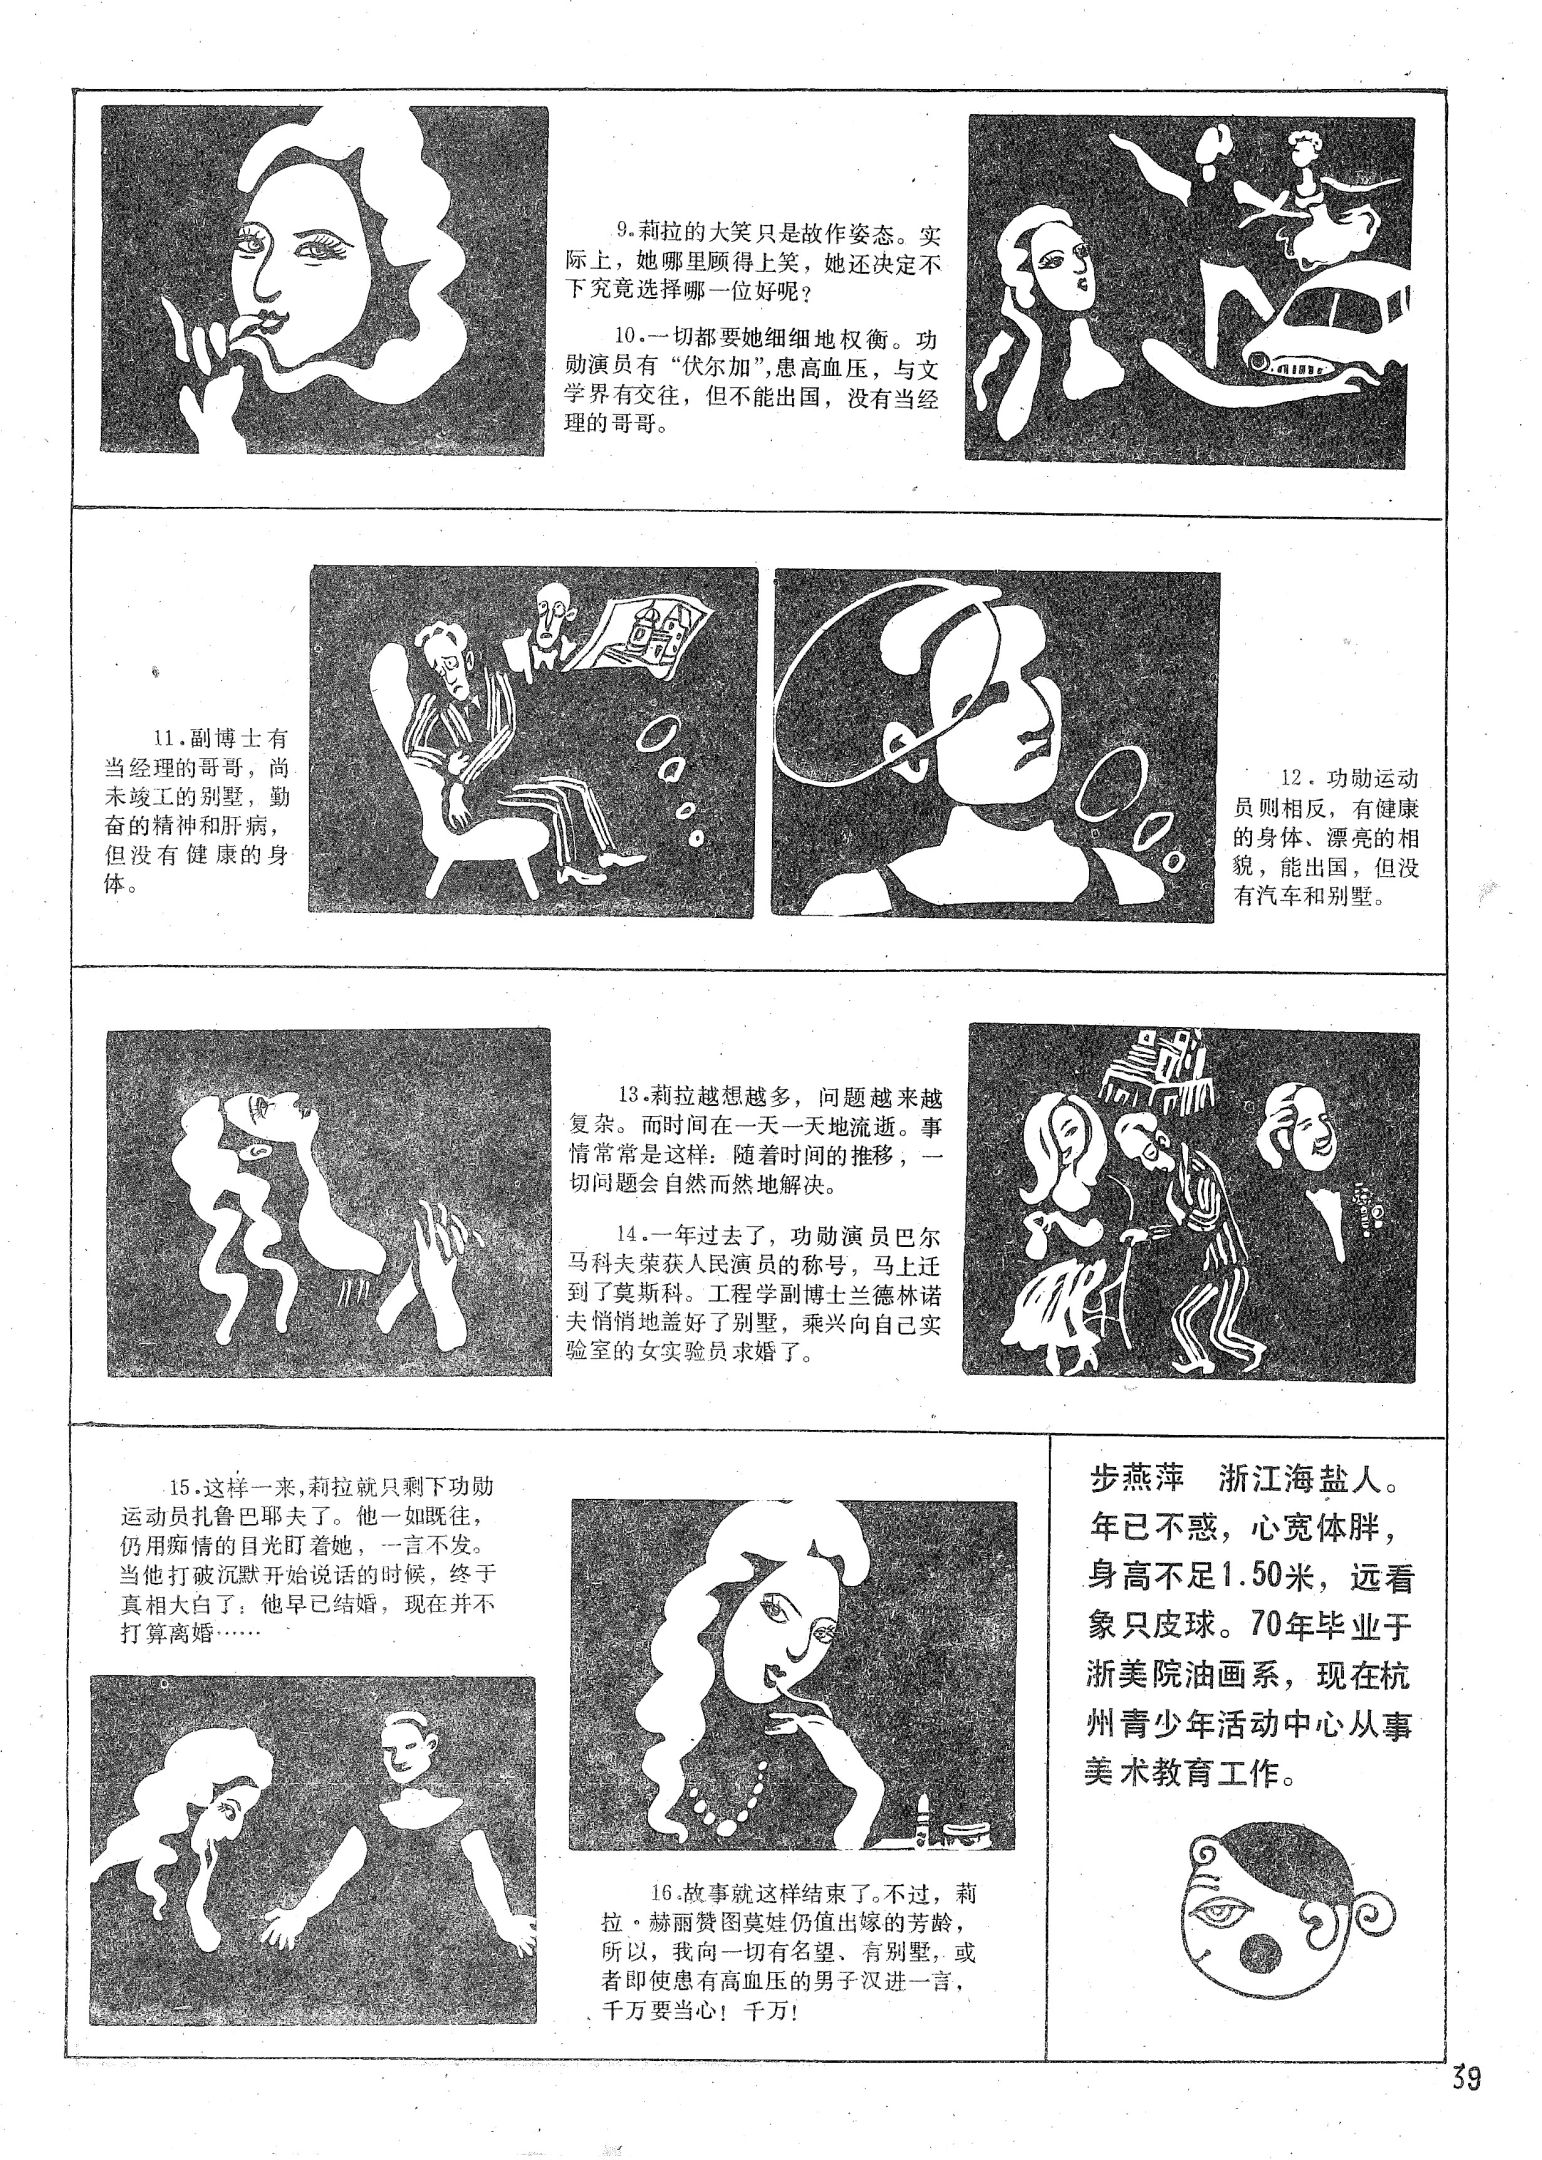 9.莉拉的大笑只是故作姿态。实
际上，她哪里顾得上笑，她还决定不
下究竟选择哪一位好呢？
10.一切都要她细细地权衡。功
勋演员有“伏尔加”，患高血压，与文
学界有交往，但不能出国，没有当经
理的哥哥。
11.副博士有
当经理的哥哥，尚
未竣工的别墅，勤
奋的精神和肝病，
但没有健康的身
体。
12.功勋运动
员则相反，有健康
的身体、漂亮的相
貌，能出国，但没
有汽车和别墅。
13.莉拉越想越多，问题越来越
复杂。而时间在一天一天地流逝。事
情常常是这样：随着时间的推移，一
切问题会自然而然地解决。
14.一年过去了，功勋演员巴尔
马科夫荣获人民演员的称号，马上迁
到了莫斯科。工程学副博士兰德林诺
夫悄悄地盖好了别墅，乘兴向自己实
验室的女实验员求婚了。
15.这样一来，莉拉就只剩下功勋
运动员扎鲁巴耶夫了。他一如既往，
仍用痴情的目光盯着她，一言不发。
当他打破沉默开始说话的时候，终于
真相大白了：他早已结婚，现在并不
打算离婚……
16.故事就这样结束了。不过，莉
拉·赫丽赞图莫娃仍值出嫁的芳龄，
所以，我向一切有名望、有别墅，或
者即使患有高血压的男子汉进一言，
千万要当心！千万！
步燕萍 浙江海盐人。
年已不惑，心宽体胖，
身高不足1.50米，远看
象只皮球。70年毕业于
浙美院油画系，现在杭
州青少年活动中心从事
美术教育工作。
39